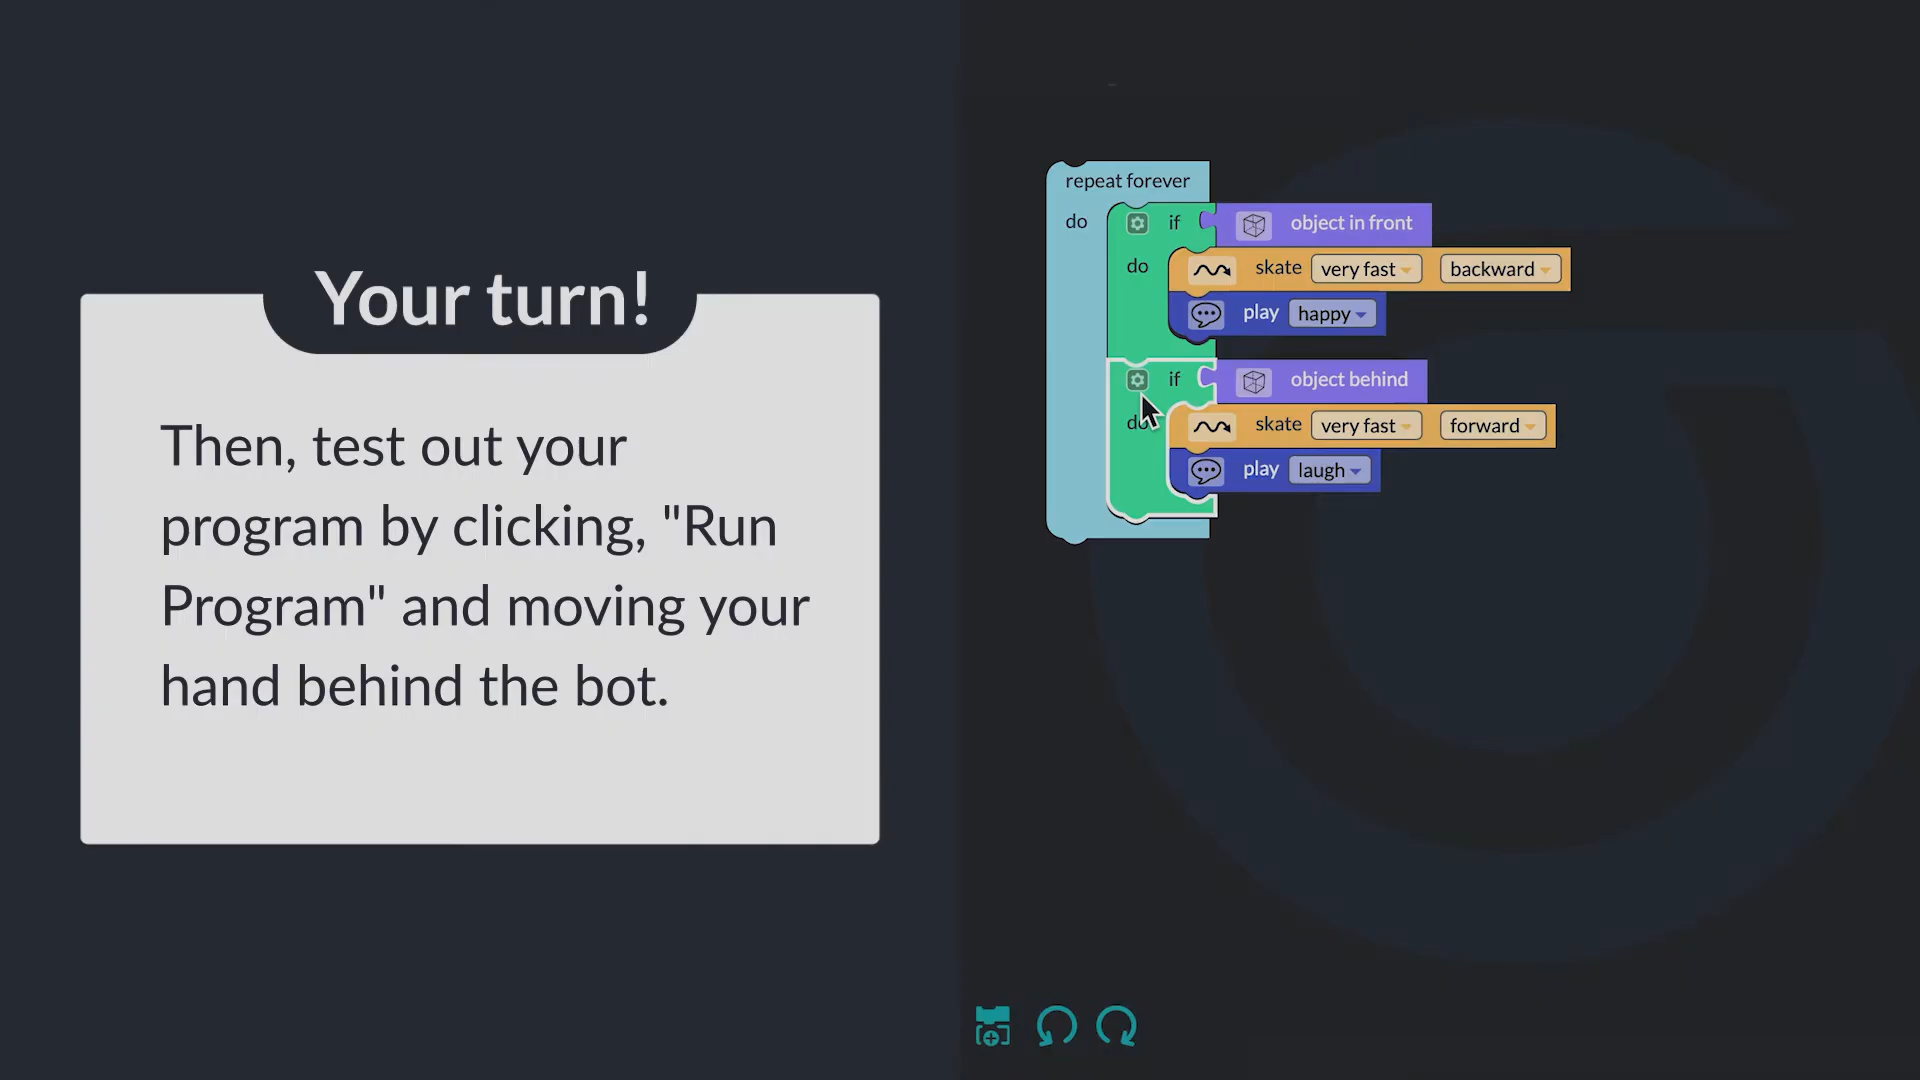 Your turn!
Then, test out your
program by clicking, "Run
Program" and moving your
hand behind the bot.
repeat forever
do
if object in front
do skate very fast backward
play happy
if object behind
do skate very fast forward
play laugh